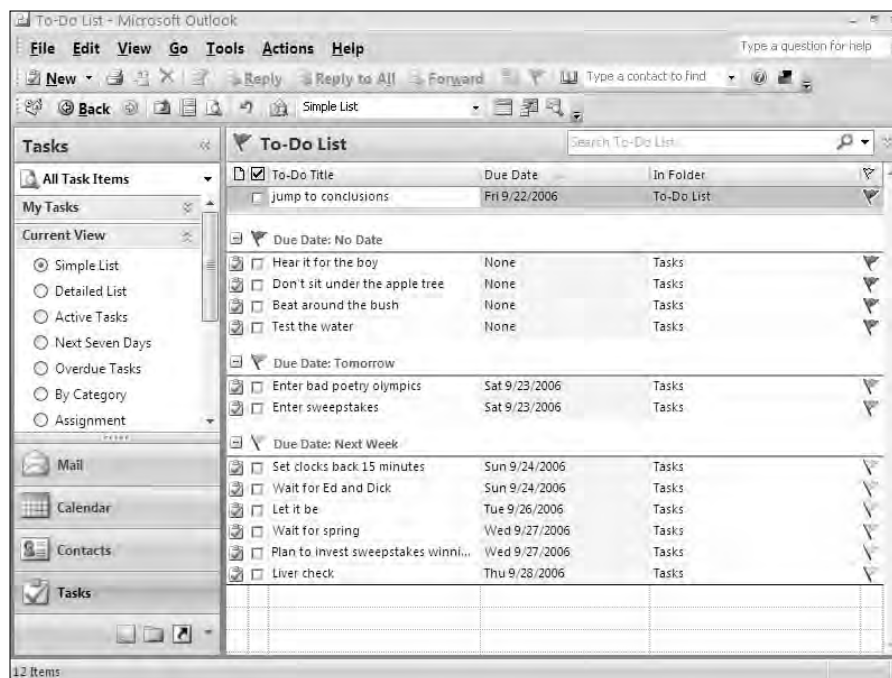 To-Do List - Microsoft Outlook
File Edit View Go Tools Actions Help Type a question for help
New Reply Reply to All Forward Type a contact to find
Back Simple List
Tasks
All Task Items
My Tasks
Current View
Simple List
Detailed List
Active Tasks
Next Seven Days
Overdue Tasks
By Category
Assignment
Mail
Calendar
Contacts
Tasks
To-Do List Search To-Do List
To-Do Title Due Date In Folder
jump to conclusions Fri 9/22/2006 To-Do List
Due Date: No Date
Hear it for the boy None Tasks
Don't sit under the apple tree None Tasks
Beat around the bush None Tasks
Test the water None Tasks
Due Date: Tomorrow
Enter bad poetry olympics Sat 9/23/2006 Tasks
Enter sweepstakes Sat 9/23/2006 Tasks
Due Date: Next Week
Set clocks back 15 minutes Sun 9/24/2006 Tasks
Wait for Ed and Dick Sun 9/24/2006 Tasks
Let it be Tue 9/26/2006 Tasks
Wait for spring Wed 9/27/2006 Tasks
Plan to invest sweepstakes winni... Wed 9/27/2006 Tasks
Liver check Thu 9/28/2006 Tasks
12 Items